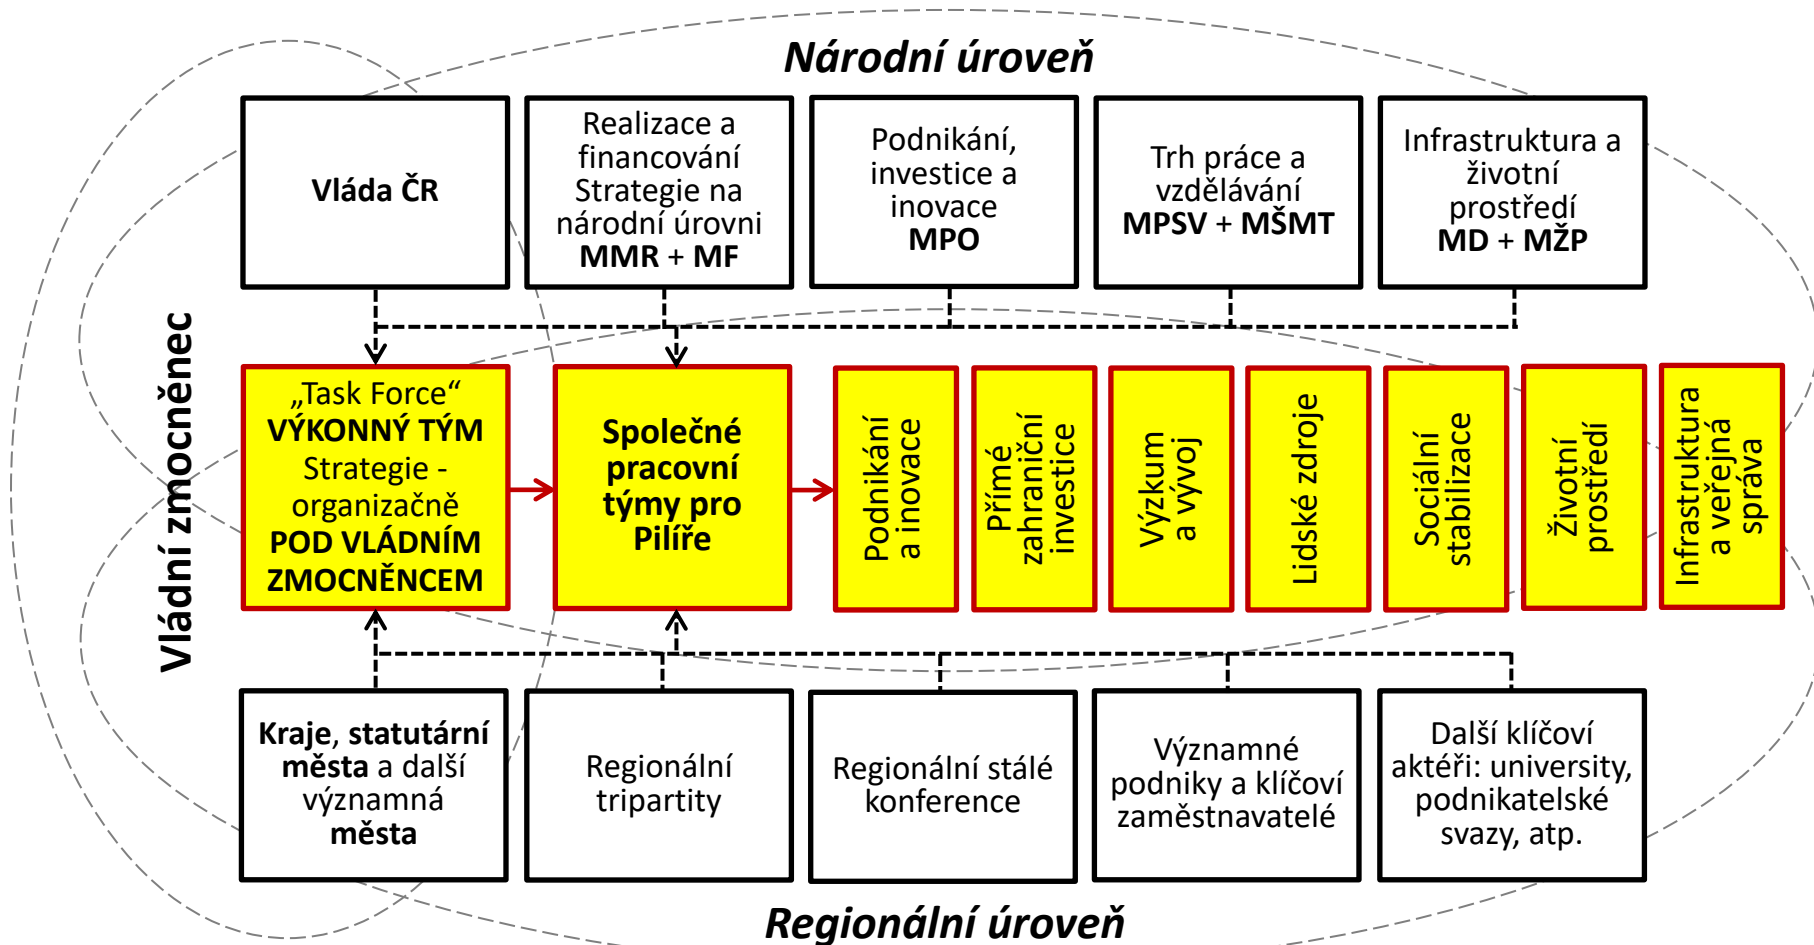 Národní úroveň
Vláda ČR
Realizace a
financování
Strategie na
národní úrovni
MMR + MF
Podnikání,
investice a
inovace
MPO
Trh práce a
vzdělávání
MPSV + MŠMT
Infrastruktura a
životní
prostředí
MD + MŽP
Vládní zmocněnec
„Task Force“
VÝKONNÝ TÝM
Strategie -
organizačně
POD VLÁDNÍM
ZMOCNĚNCEM
Společné
pracovní
týmy pro
Pilíře
Podnikání
a inovace
Přímé
zahraniční
investice
Výzkum
a vývoj
Lidské zdroje
Sociální
stabilizace
Životní
prostředí
Infrastruktura
a veřejná
správa
Kraje, statutární
města a další
významná
města
Regionální
tripartity
Regionální stálé
konference
Významné
podniky a klíčoví
zaměstnavatelé
Další klíčoví
aktéři: university,
podnikatelské
svazy, atp.
Regionální úroveň